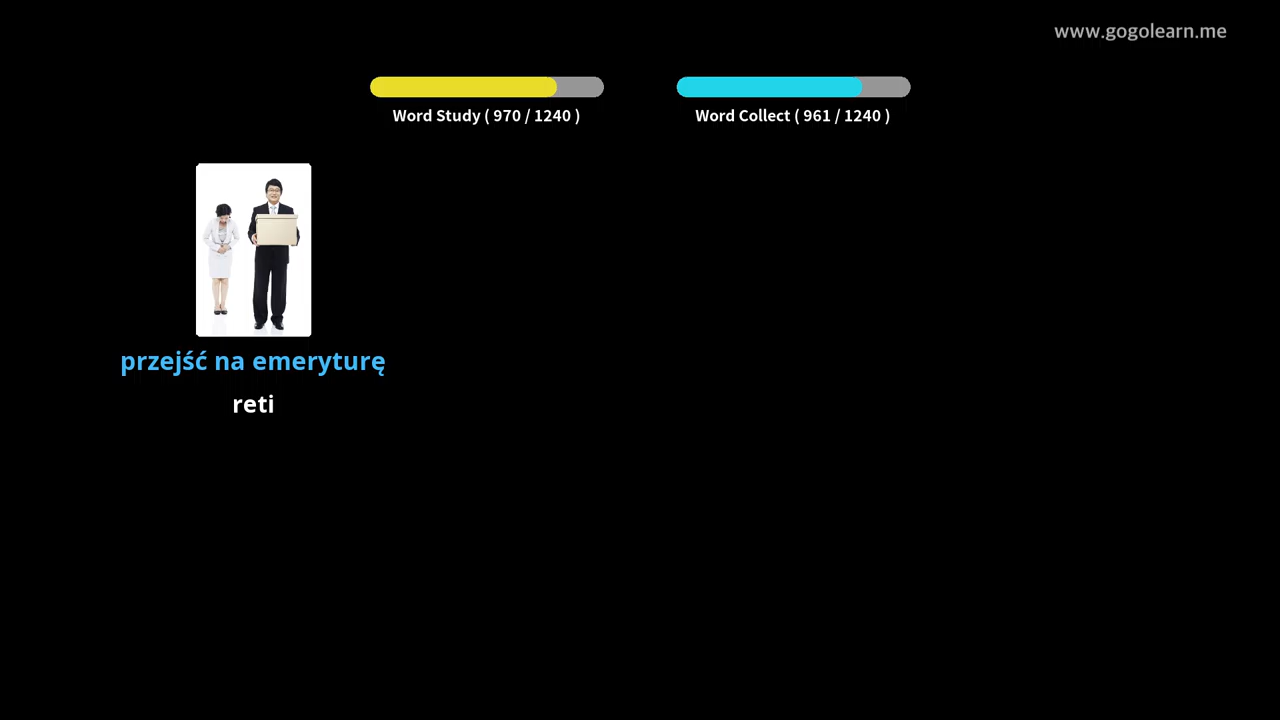 www.gogolearn.me
Word Study ( 970 / 1240 )
Word Collect ( 961 / 1240 )
przejść na emeryturę
reti